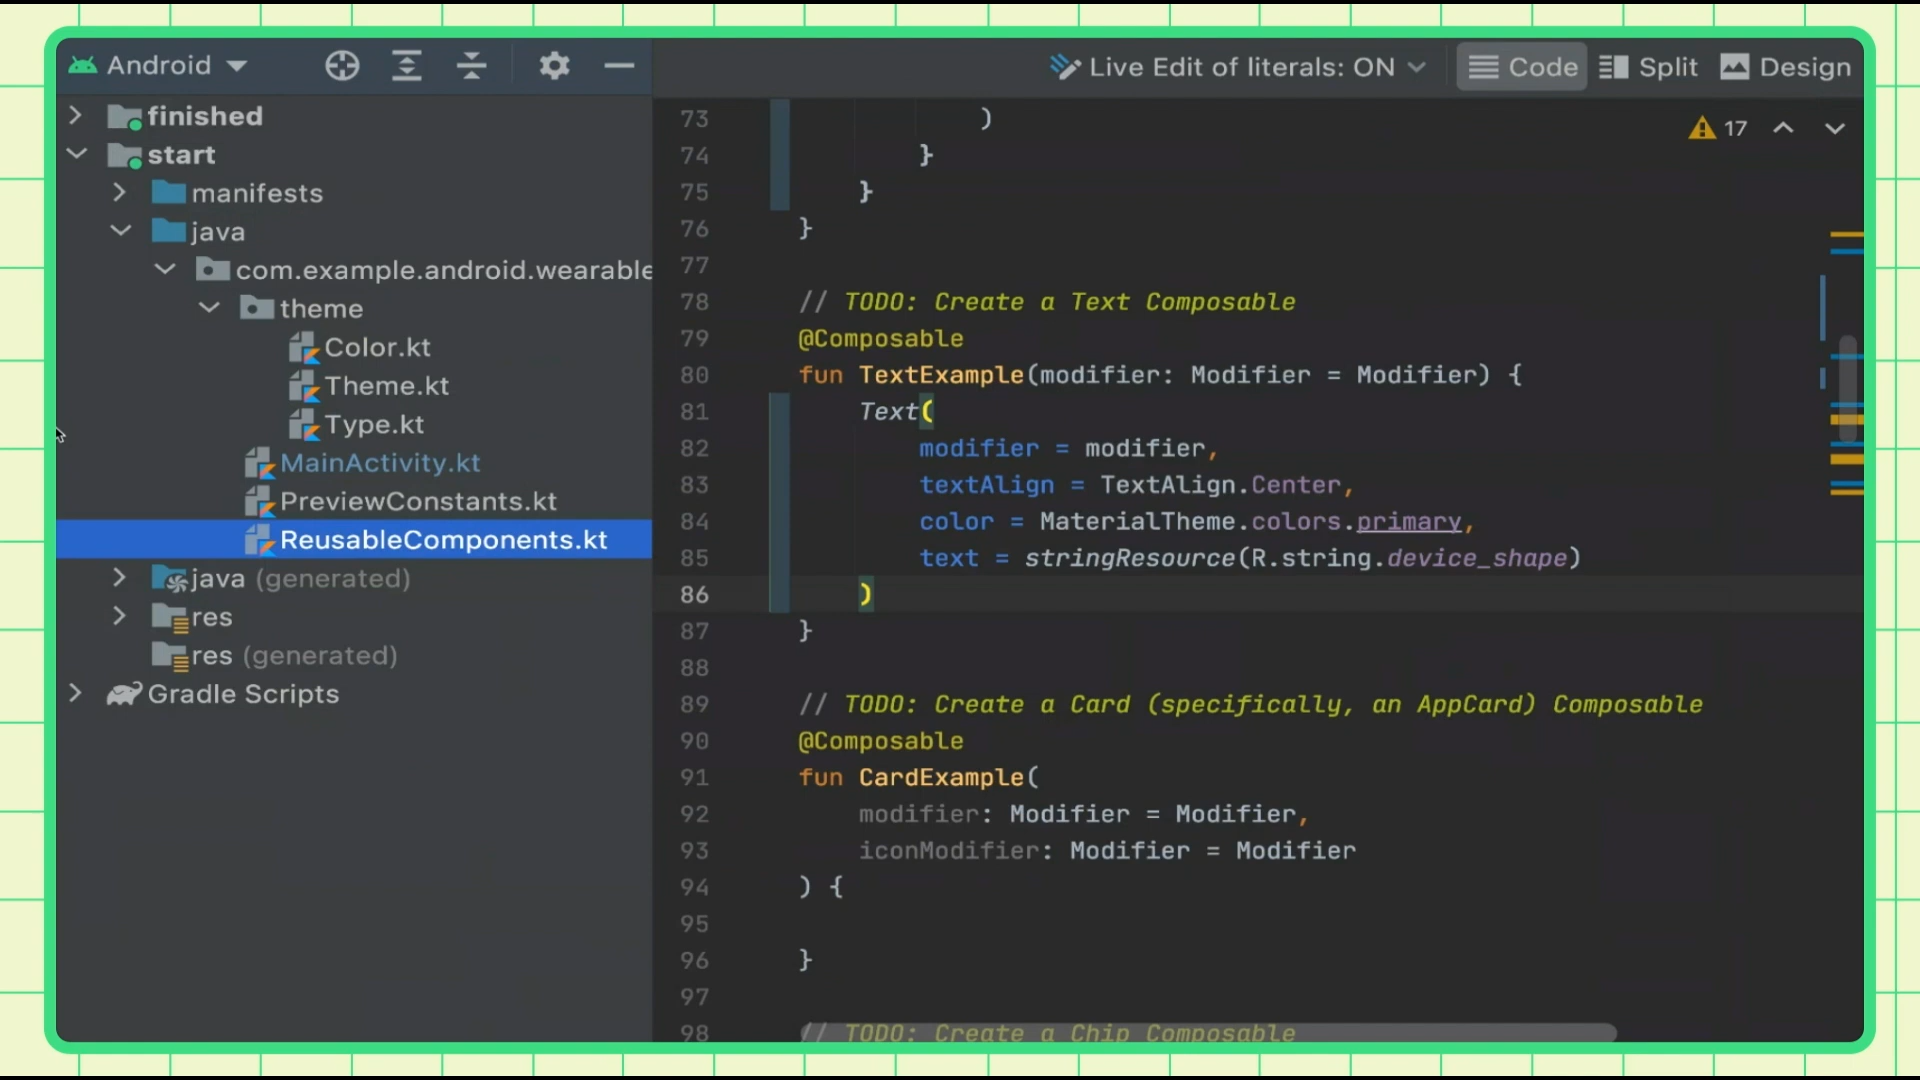 Android
Live Edit of literals: ON
Code
Split
Design
finished
start
manifests
java
com.example.android.wearable
theme
Color.kt
Theme.kt
Type.kt
MainActivity.kt
PreviewConstants.kt
ReusableComponents.kt
java (generated)
res
res (generated)
Gradle Scripts
17
73 )
74 }
75 }
76 }
77
78 // TODO: Create a Text Composable
79 @Composable
80 fun TextExample(modifier: Modifier = Modifier) {
81 Text(
82 modifier = modifier,
83 textAlign = TextAlign.Center,
84 color = MaterialTheme.colors.primary,
85 text = stringResource(R.string.device_shape)
86 )
87 }
88
89 // TODO: Create a Card (specifically, an AppCard) Composable
90 @Composable
91 fun CardExample(
92 modifier: Modifier = Modifier,
93 iconModifier: Modifier = Modifier
94 ) {
95
96 }
97
98 // TODO: Create a Chip Composable